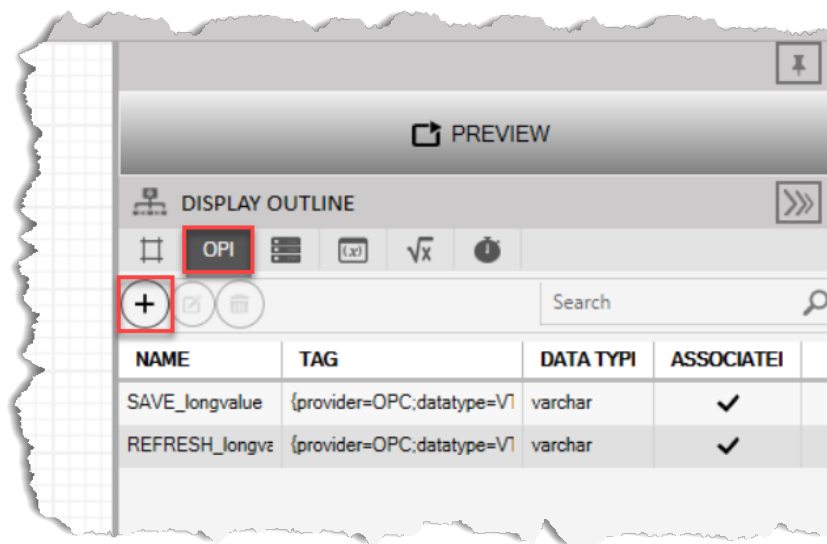 PREVIEW
DISPLAY OUTLINE
OPI (x) √x
Search
NAME TAG DATA TYPI ASSOCIATEI
SAVE_longvalue {provider=OPC;datatype=VT varchar
REFRESH_longva {provider=OPC;datatype=VT varchar